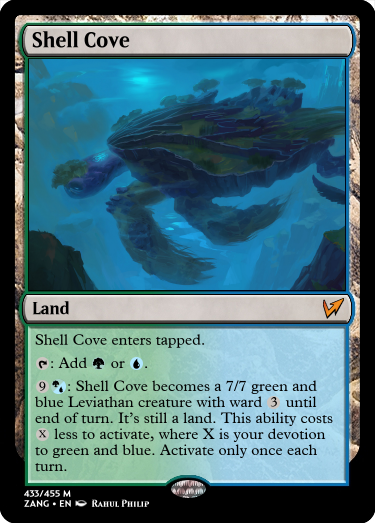 Shell Cove
Land
Shell Cove enters tapped.
: Add or .
9 : Shell Cove becomes a 7/7 green and
blue Leviathan creature with ward 3 until
end of turn. It's still a land. This ability costs
X less to activate, where X is your devotion
to green and blue. Activate only once each
turn.
433/455 M
ZANG • EN Rahul Philip